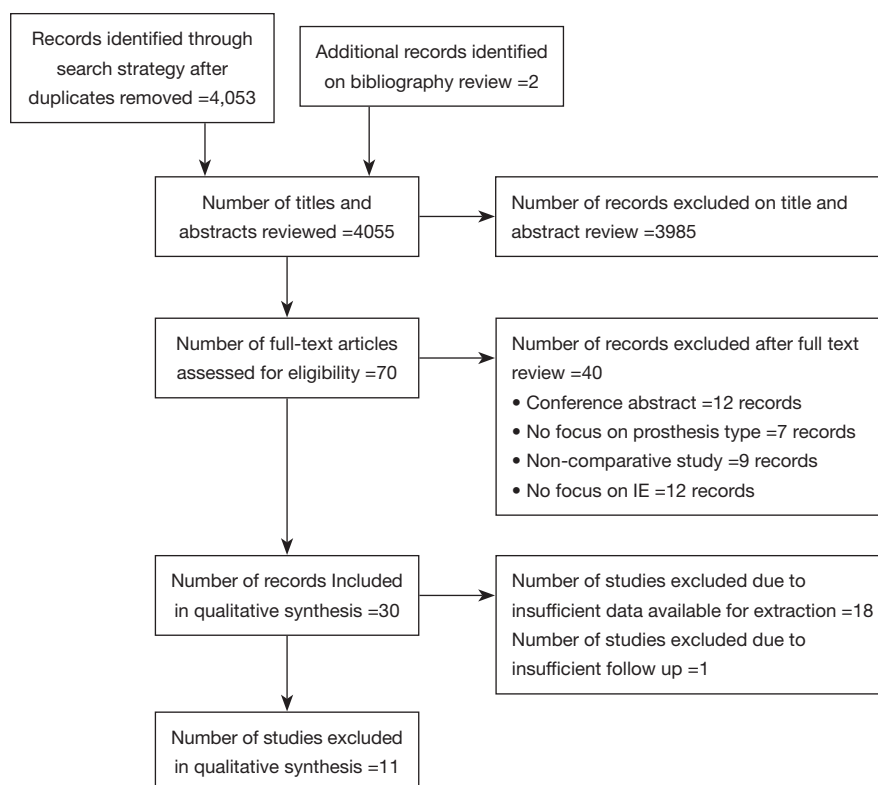 Records identified through
search strategy after
duplicates removed =4,053
Additional records identified
on bibliography review =2
Number of titles and
abstracts reviewed =4055
Number of records excluded on title and
abstract review =3985
Number of full-text articles
assessed for eligibility =70
Number of records excluded after full text
review =40
• Conference abstract =12 records
• No focus on prosthesis type =7 records
• Non-comparative study =9 records
• No focus on IE =12 records
Number of records Included
in qualitative synthesis =30
Number of studies excluded due to
insufficient data available for extraction =18
Number of studies excluded due to
insufficient follow up =1
Number of studies excluded
in qualitative synthesis =11